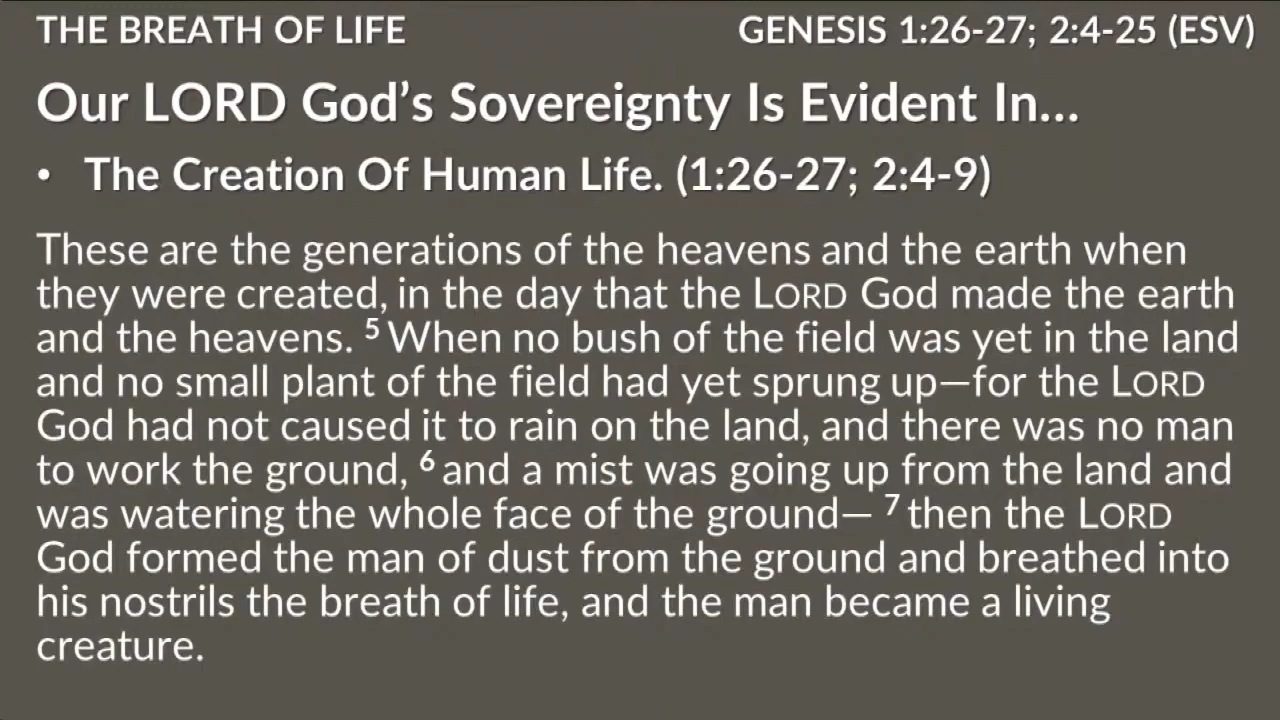 THE BREATH OF LIFE
GENESIS 1:26-27; 2:4-25 (ESV)
Our LORD God’s Sovereignty Is Evident In...
• The Creation Of Human Life. (1:26-27; 2:4-9)
These are the generations of the heavens and the earth when
they were created, in the day that the LORD God made the earth
and the heavens. ⁵ When no bush of the field was yet in the land
and no small plant of the field had yet sprung up—for the LORD
God had not caused it to rain on the land, and there was no man
to work the ground, ⁶ and a mist was going up from the land and
was watering the whole face of the ground— ⁷ then the LORD
God formed the man of dust from the ground and breathed into
his nostrils the breath of life, and the man became a living
creature.